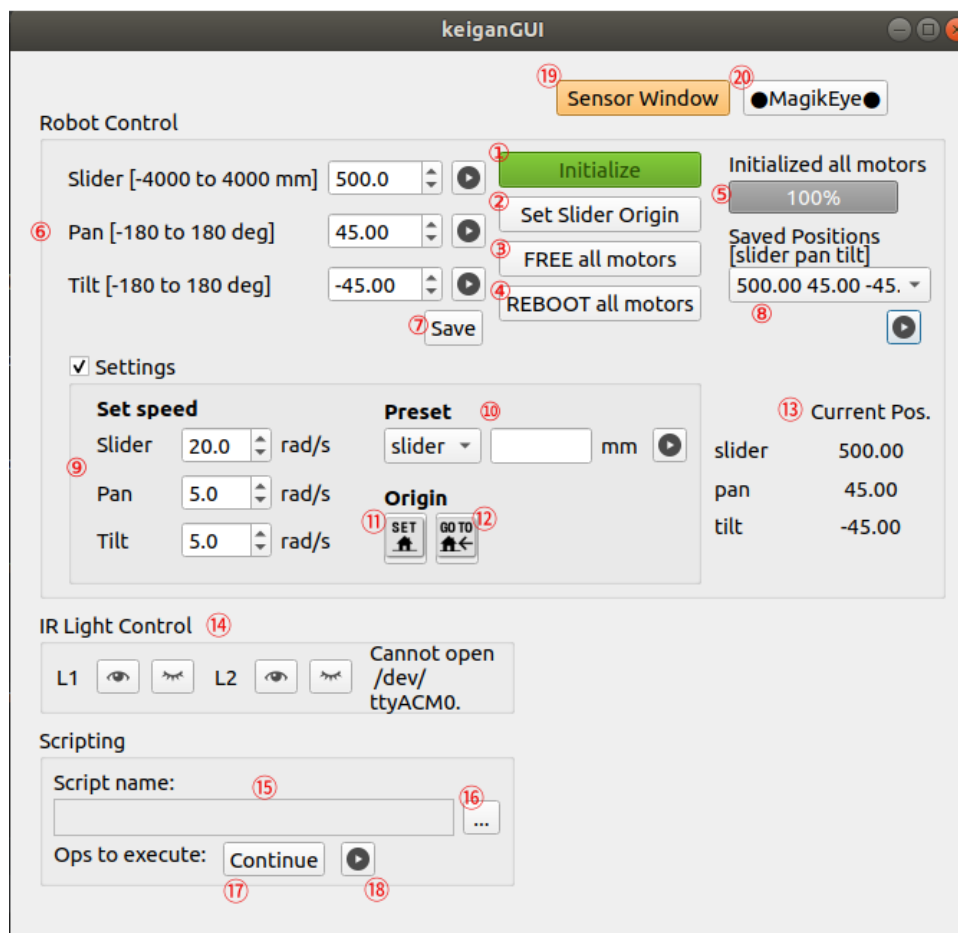 keiganGUI
⑲ Sensor Window ⑳ ●MagikEye●
Robot Control
Slider [-4000 to 4000 mm] 500.0
① Initialize
Initialized all motors
⑤ 100%
② Set Slider Origin
⑥ Pan [-180 to 180 deg] 45.00
③ FREE all motors
Saved Positions
[slider pan tilt]
500.00 45.00 -45.
⑧
Tilt [-180 to 180 deg] -45.00
④ REBOOT all motors
⑦ Save
✓ Settings
Set speed
Slider 20.0 rad/s
⑨
Pan 5.0 rad/s
Tilt 5.0 rad/s
Preset ⑩
slider mm
Origin
⑪ SET GO TO ⑫
⑬ Current Pos.
slider 500.00
pan 45.00
tilt -45.00
IR Light Control ⑭
L1 L2
Cannot open
/dev/
ttyACM0.
Scripting
Script name:
⑮ ⑯
...
Ops to execute: Continue
⑰ ⑱